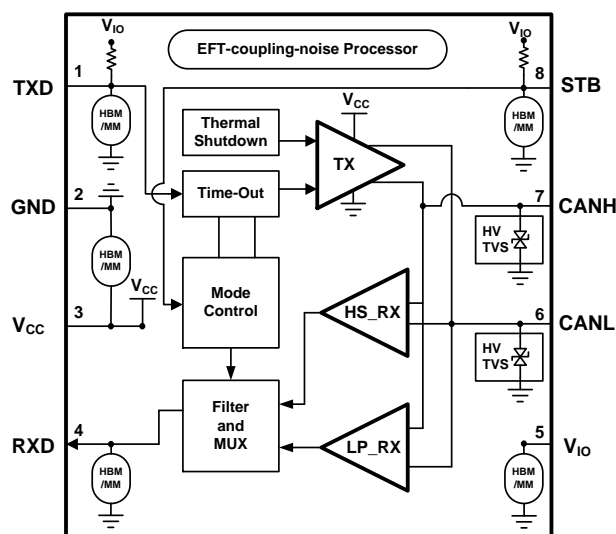 EFT-coupling-noise Processor
VIO
1
TXD
HBM
/MM
VIO
8
STB
HBM
/MM
Thermal
Shutdown
VCC
TX
Time-Out
2
GND
HBM
/MM
VCC
3
VCC
7
CANH
HV
TVS
Mode
Control
HS_RX
6
CANL
HV
TVS
Filter
and
MUX
LP_RX
4
RXD
HBM
/MM
5
VIO
HBM
/MM